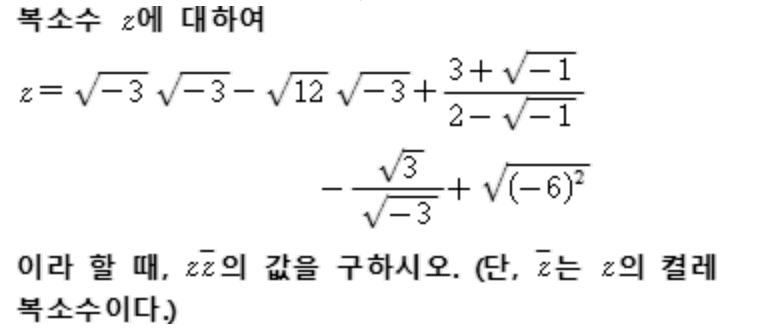 복소수 z에 대하여
z = √(-3) √(-3) - √12 √(-3) + (3 + √(-1))/(2 - √(-1))
- √3/√(-3) + √((-6)²)
이라 할 때, zz̄의 값을 구하시오. (단, z̄는 z의 켤레
복소수이다.)